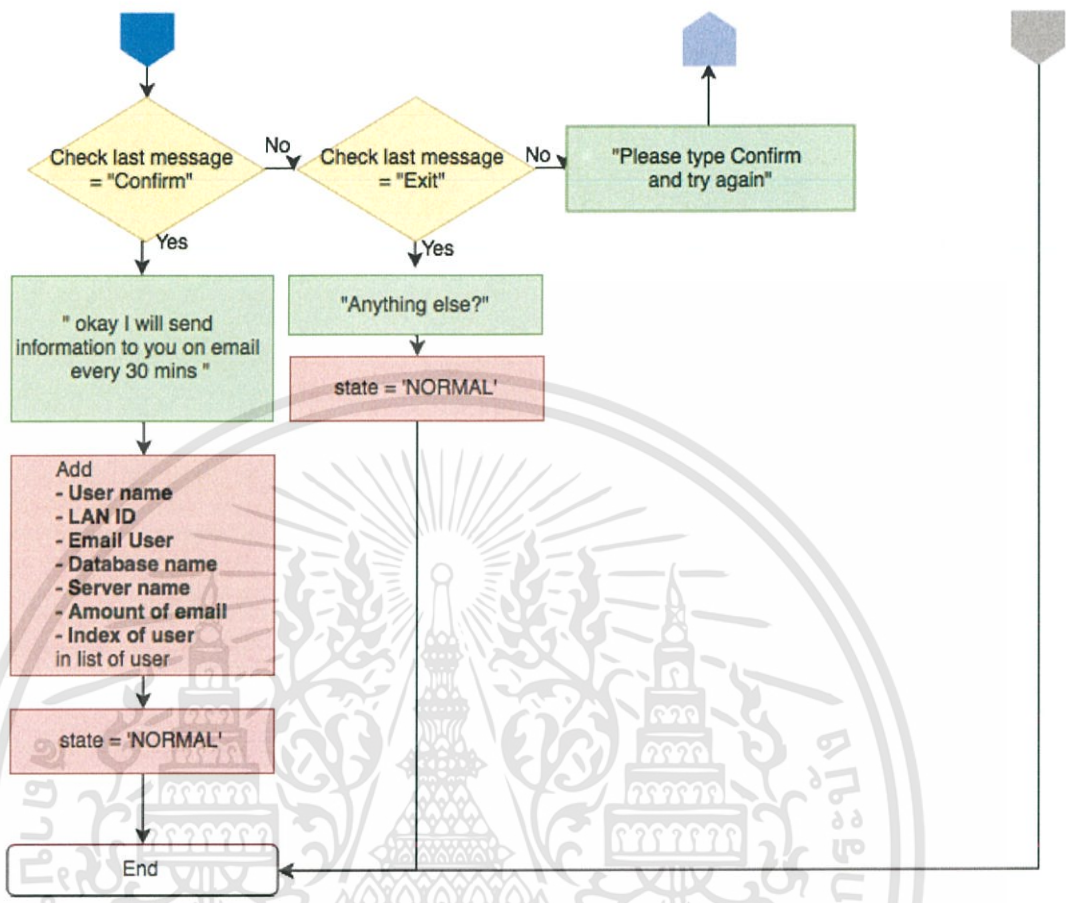 Check last message
= "Confirm"
No
Check last message
= "Exit"
No
"Please type Confirm
and try again"
Yes
Yes
" okay I will send
information to you on email
every 30 mins "
"Anything else?"
state = 'NORMAL'
Add
- User name
- LAN ID
- Email User
- Database name
- Server name
- Amount of email
- Index of user
in list of user
state = 'NORMAL'
End